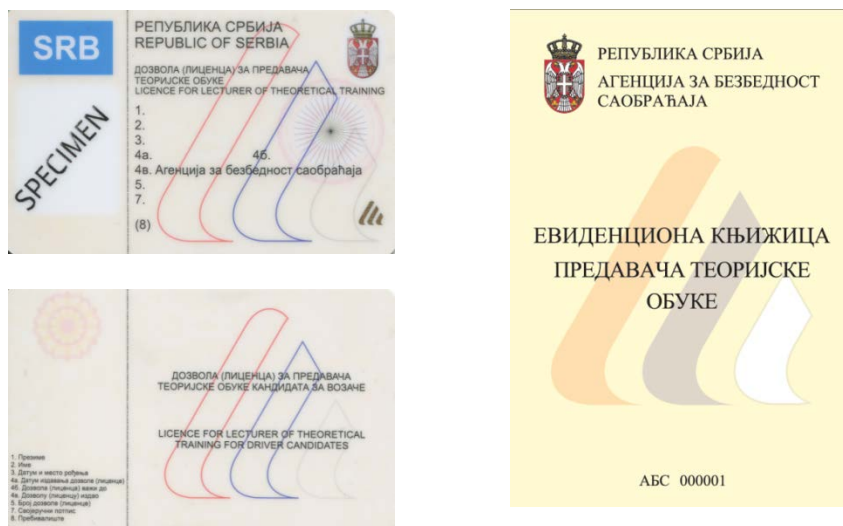 SRB
SPECIMEN
РЕПУБЛИКА СРБИЈА
REPUBLIC OF SERBIA
ДОЗВОЛА (ЛИЦЕНЦА) ЗА ПРЕДАВАЧА
ТЕОРИЈСКЕ ОБУКЕ
LICENCE FOR LECTURER OF THEORETICAL TRAINING
1.
2.
3.
4а. 4б.
4в. Агенција за безбедност саобраћаја
5.
7.
(8)
ДОЗВОЛА (ЛИЦЕНЦА) ЗА ПРЕДАВАЧА
ТЕОРИЈСКЕ ОБУКЕ КАНДИДАТА ЗА ВОЗАЧЕ
LICENCE FOR LECTURER OF THEORETICAL
TRAINING FOR DRIVER CANDIDATES
1. Презиме
2. Име
3. Датум и место рођења
4а. Датум издавања дозволе (лиценце)
4б. Дозвола (лиценца) важи до
4в. Дозволу (лиценцу) издао
5. Број дозволе (лиценце)
7. Својеручни потпис
8. Пребивалиште
РЕПУБЛИКА СРБИЈА
АГЕНЦИЈА ЗА БЕЗБЕДНОСТ
САОБРАЋАЈА
ЕВИДЕНЦИОНА КЊИЖИЦА
ПРЕДАВАЧА ТЕОРИЈСКЕ
ОБУКЕ
АБС 000001